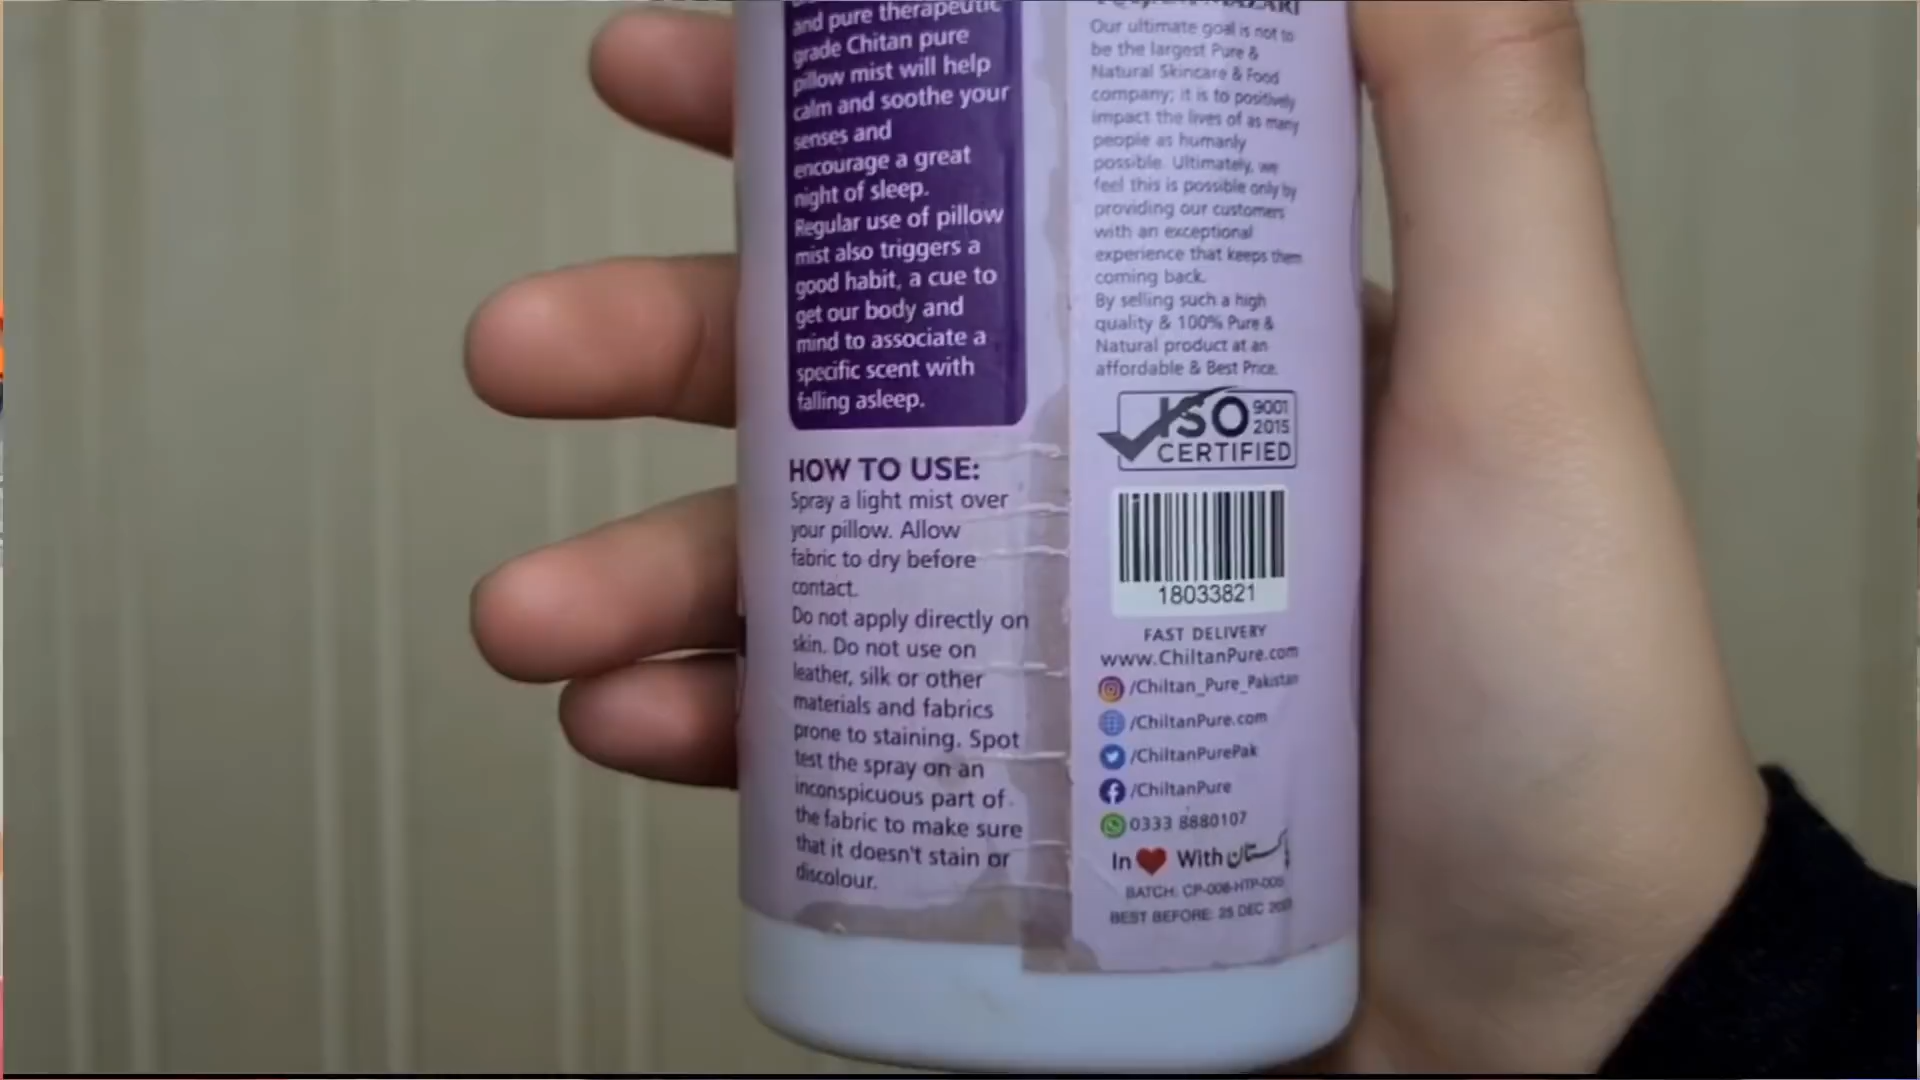 and pure therapeutic
grade Chitan pure
pillow mist will help
calm and soothe your
senses and
encourage a great
night of sleep.
Regular use of pillow
mist also triggers a
good habit, a cue to
get our body and
mind to associate a
specific scent with
falling asleep.
HOW TO USE:
Spray a light mist over
your pillow. Allow
fabric to dry before
contact.
Do not apply directly on
skin. Do not use on
leather, silk or other
materials and fabrics
prone to staining. Spot
test the spray on an
inconspicuous part of
the fabric to make sure
that it doesn't stain or
discolour.
Our ultimate goal is not to
be the largest Pure &
Natural Skincare & Food
company; it is to positively
impact the lives of as many
people as humanly
possible. Ultimately, we
feel this is possible only by
providing our customers
with an exceptional
experience that keeps them
coming back.
By selling such a high
quality & 100% Pure &
Natural product at an
affordable & Best Price.
ISO 9001
2015
CERTIFIED
18033821
FAST DELIVERY
www.ChiltanPure.com
/Chiltan_Pure_Pakistan
/ChiltanPure.com
/ChiltanPurePak
/ChiltanPure
0333 8880107
In With پاکستان
BATCH: CP-008-HTP-005
BEST BEFORE: 25 DEC